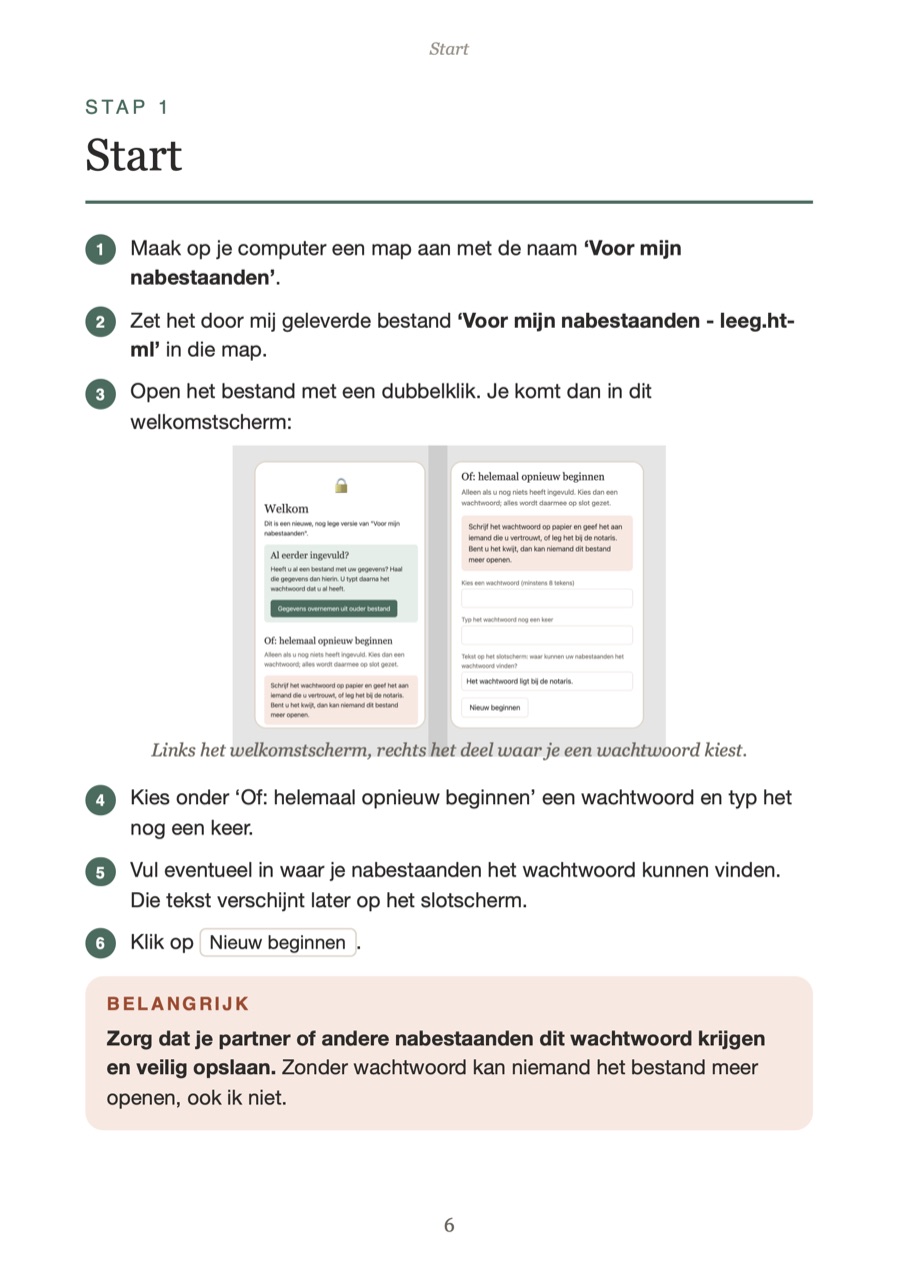 Start
STAP 1
Start
1 Maak op je computer een map aan met de naam ‘Voor mijn
nabestaanden’.
2 Zet het door mij geleverde bestand ‘Voor mijn nabestaanden - leeg.ht-
ml’ in die map.
3 Open het bestand met een dubbelklik. Je komt dan in dit
welkomstscherm:
Welkom
Dit is een nieuwe, nog lege versie van "Voor mijn
nabestaanden".
Al eerder ingevuld?
Heeft u al een bestand met uw gegevens? Haal
die gegevens dan hierin. U typt daarna het
wachtwoord dat u al heeft.
Gegevens overnemen uit ouder bestand
Of: helemaal opnieuw beginnen
Alleen als u nog niets heeft ingevuld. Kies dan een
wachtwoord; alles wordt daarmee op slot gezet.
Schrijf het wachtwoord op papier en geef het aan
iemand die u vertrouwt, of leg het bij de notaris.
Bent u het kwijt, dan kan niemand dit bestand
meer openen.
Of: helemaal opnieuw beginnen
Alleen als u nog niets heeft ingevuld. Kies dan een
wachtwoord; alles wordt daarmee op slot gezet.
Schrijf het wachtwoord op papier en geef het aan
iemand die u vertrouwt, of leg het bij de notaris.
Bent u het kwijt, dan kan niemand dit bestand
meer openen.
Kies een wachtwoord (minstens 8 tekens)
Typ het wachtwoord nog een keer
Tekst op het slotscherm: waar kunnen uw nabestaanden het
wachtwoord vinden?
Het wachtwoord ligt bij de notaris.
Nieuw beginnen
Links het welkomstscherm, rechts het deel waar je een wachtwoord kiest.
4 Kies onder ‘Of: helemaal opnieuw beginnen’ een wachtwoord en typ het
nog een keer.
5 Vul eventueel in waar je nabestaanden het wachtwoord kunnen vinden.
Die tekst verschijnt later op het slotscherm.
6 Klik op Nieuw beginnen.
BELANGRIJK
Zorg dat je partner of andere nabestaanden dit wachtwoord krijgen
en veilig opslaan. Zonder wachtwoord kan niemand het bestand meer
openen, ook ik niet.
6